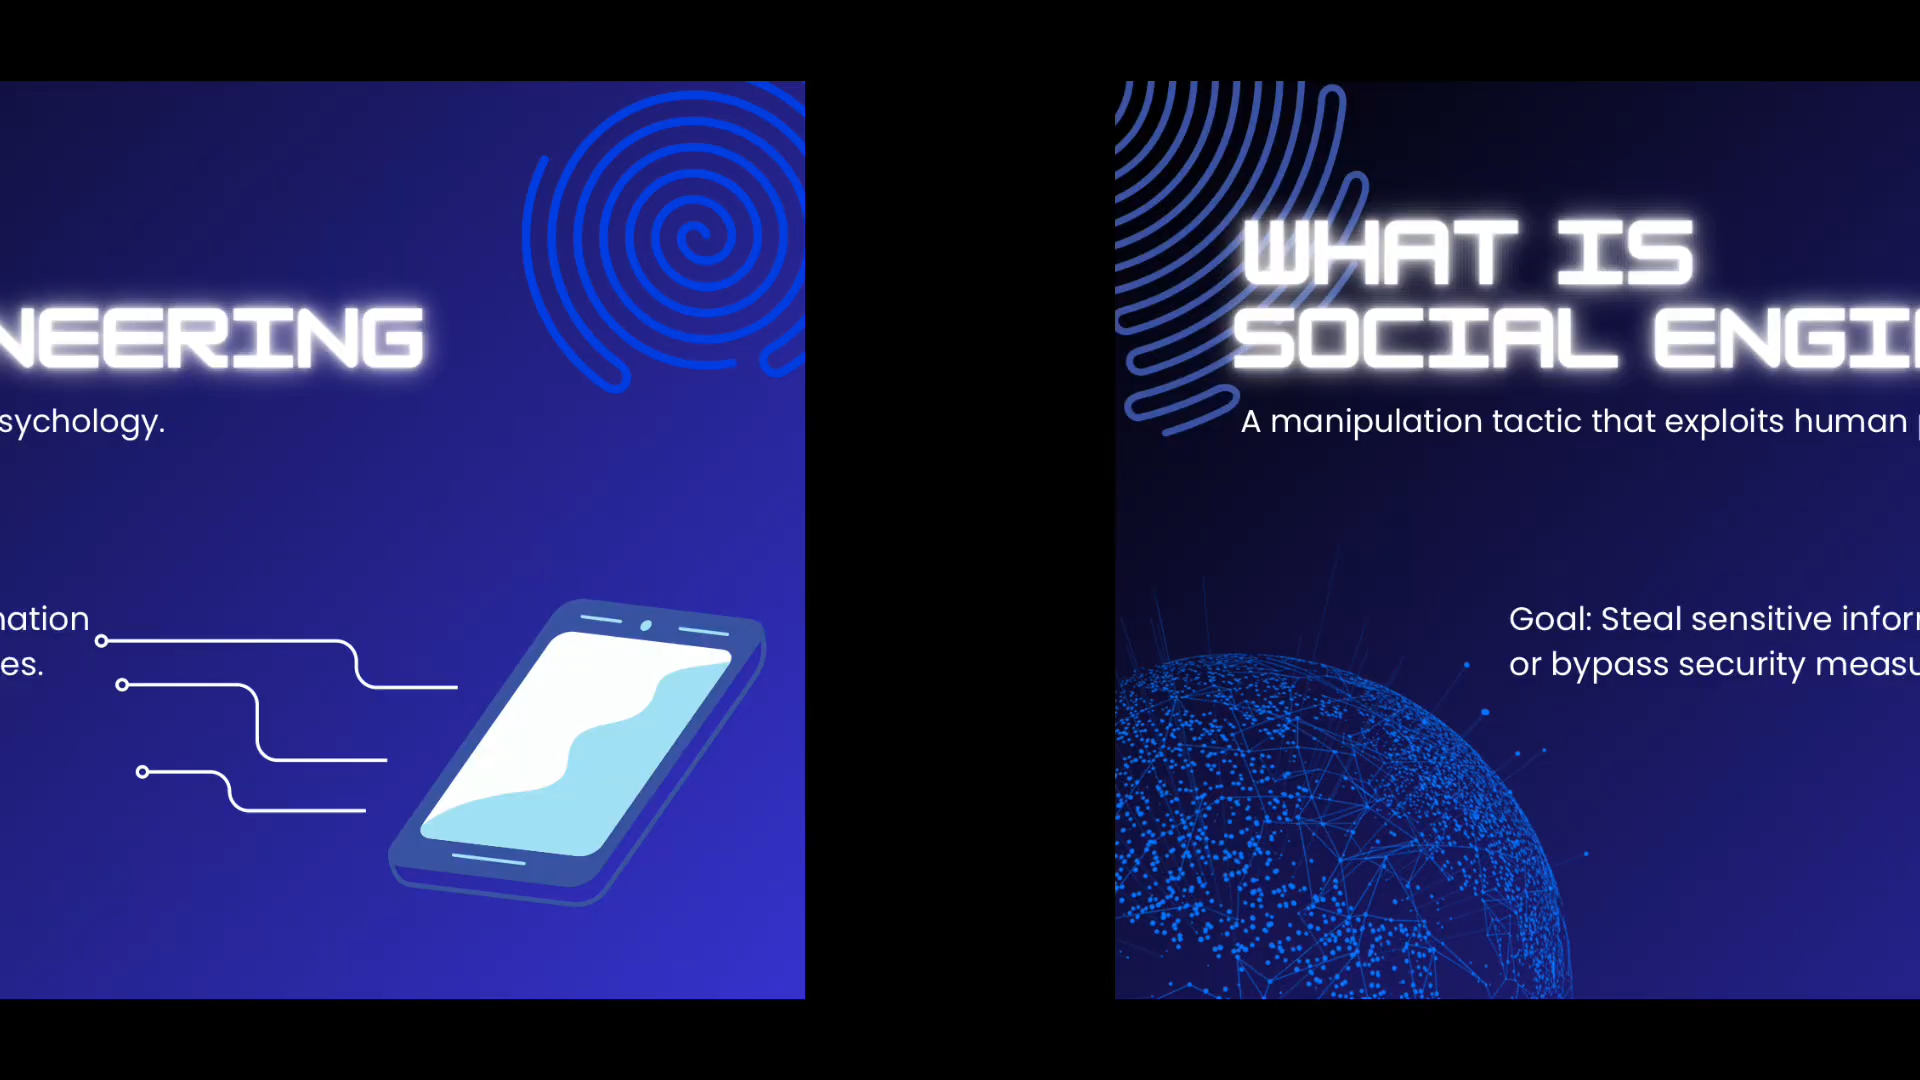 NEERING
sychology.
nation
es.
WHAT IS
SOCIAL ENGI
A manipulation tactic that exploits human
Goal: Steal sensitive infor
or bypass security measu